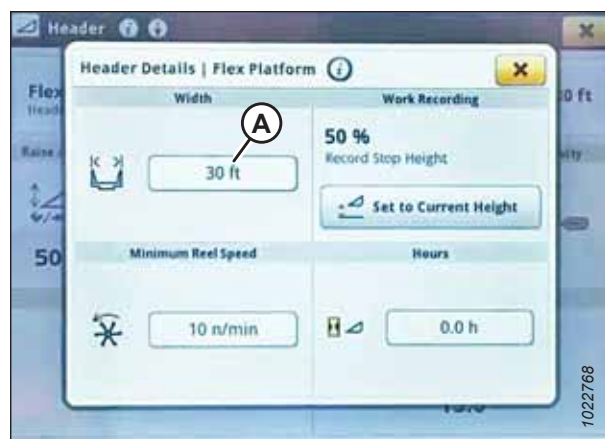 Header
Header Details | Flex Platform
Flex
Width
Work Recording
0 ft
A
50 %
Record Stop Height
30 ft
Set to Current Height
50
Minimum Reel Speed
Hours
10 n/min
0.0 h
1022768